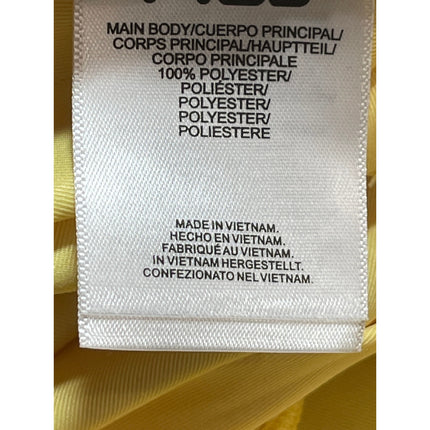 MAIN BODY/CUERPO PRINCIPAL/
CORPS PRINCIPAL/HAUPTTEIL/
CORPO PRINCIPALE
100% POLYESTER/
POLIÉSTER/
POLYESTER/
POLYESTER/
POLIESTERE
MADE IN VIETNAM.
HECHO EN VIETNAM.
FABRIQUÉ AU VIETNAM.
IN VIETNAM HERGESTELLT.
CONFEZIONATO NEL VIETNAM.